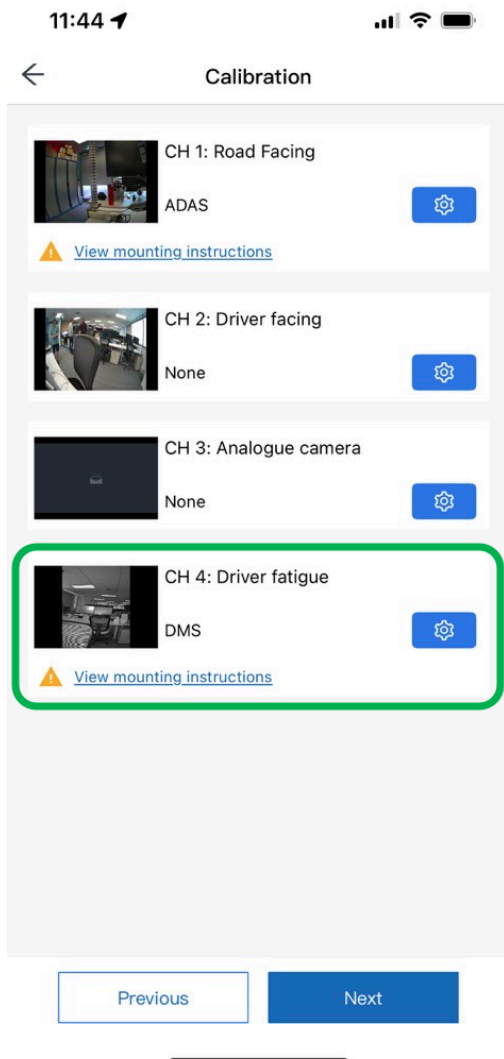 11:44
Calibration
CH 1: Road Facing
ADAS
View mounting instructions
CH 2: Driver facing
None
CH 3: Analogue camera
None
CH 4: Driver fatigue
DMS
View mounting instructions
Previous
Next